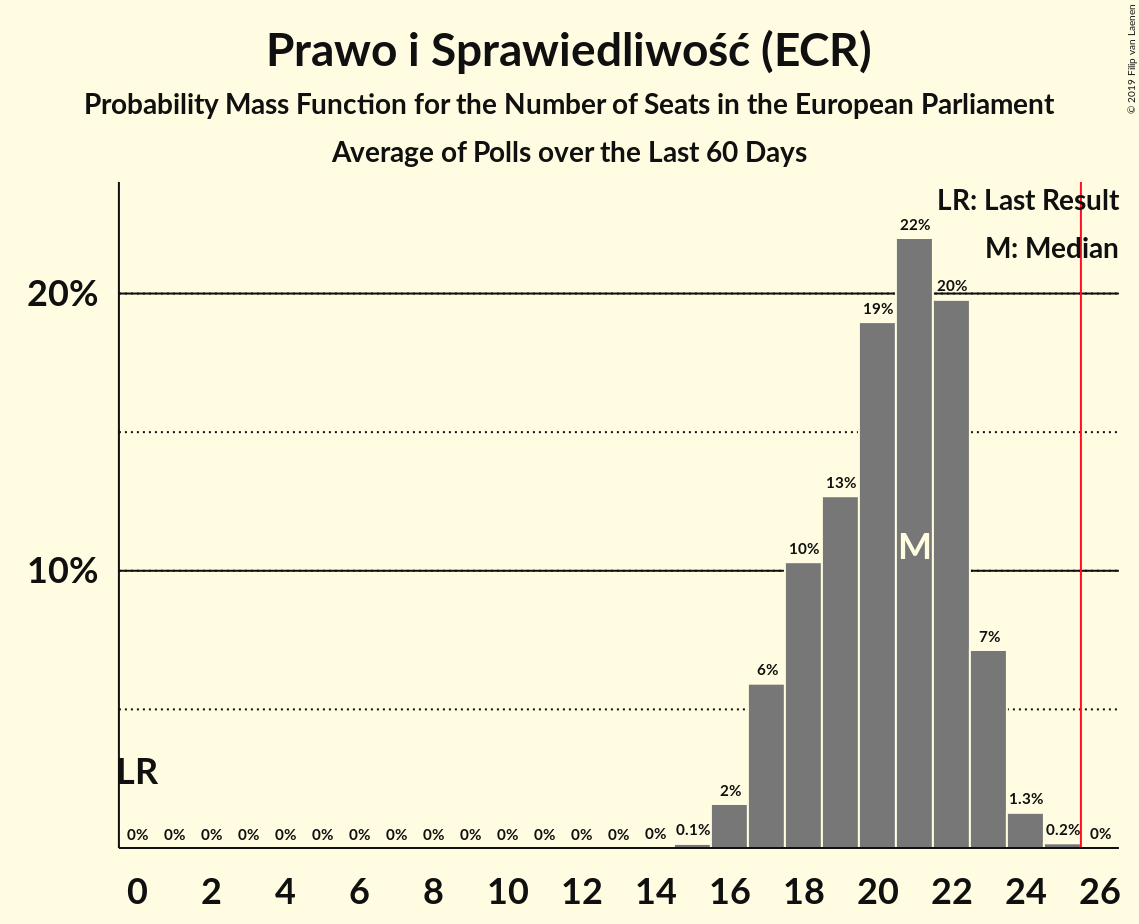 Prawo i Sprawiedliwość (ECR)
Probability Mass Function for the Number of Seats in the European Parliament
Average of Polls over the Last 60 Days
© 2019 Filip van Laenen
LR: Last Result
M: Median
22%
20%
20%
19%
13%
M
10%
10%
7%
6%
LR
2%
1.3%
0% 0% 0% 0% 0% 0% 0% 0% 0% 0% 0% 0% 0% 0% 0% 0.1% 0.2% 0%
0 2 4 6 8 10 12 14 16 18 20 22 24 26